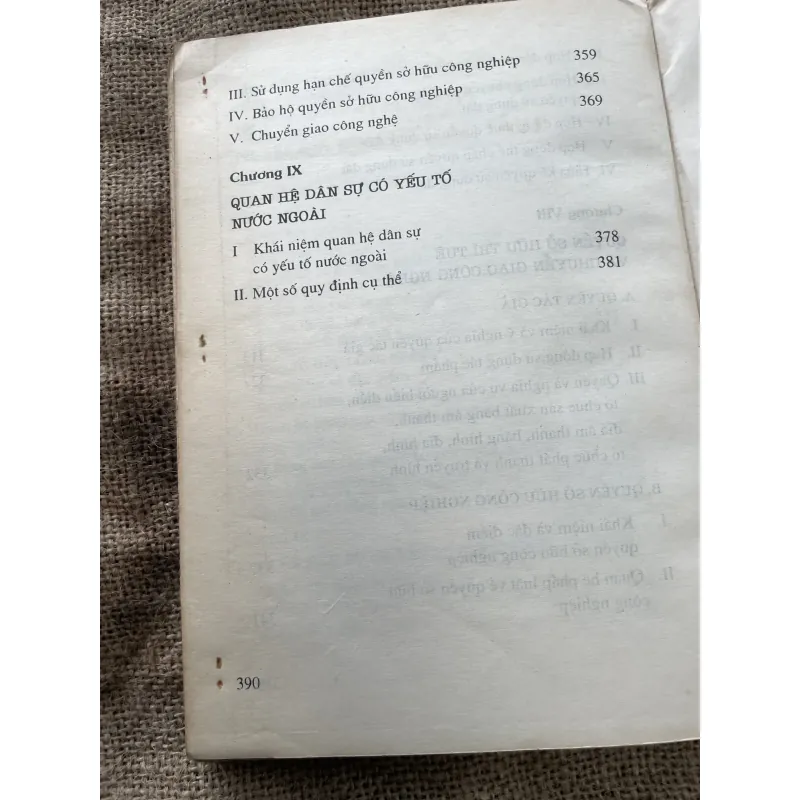 III. Sử dụng hạn chế quyền sở hữu công nghiệp 359
IV. Bảo hộ quyền sở hữu công nghiệp 365
V. Chuyển giao công nghệ 369
Chương IX
QUAN HỆ DÂN SỰ CÓ YẾU TỐ
NƯỚC NGOÀI
I Khái niệm quan hệ dân sự
có yếu tố nước ngoài 378
II. Một số quy định cụ thể 381
390